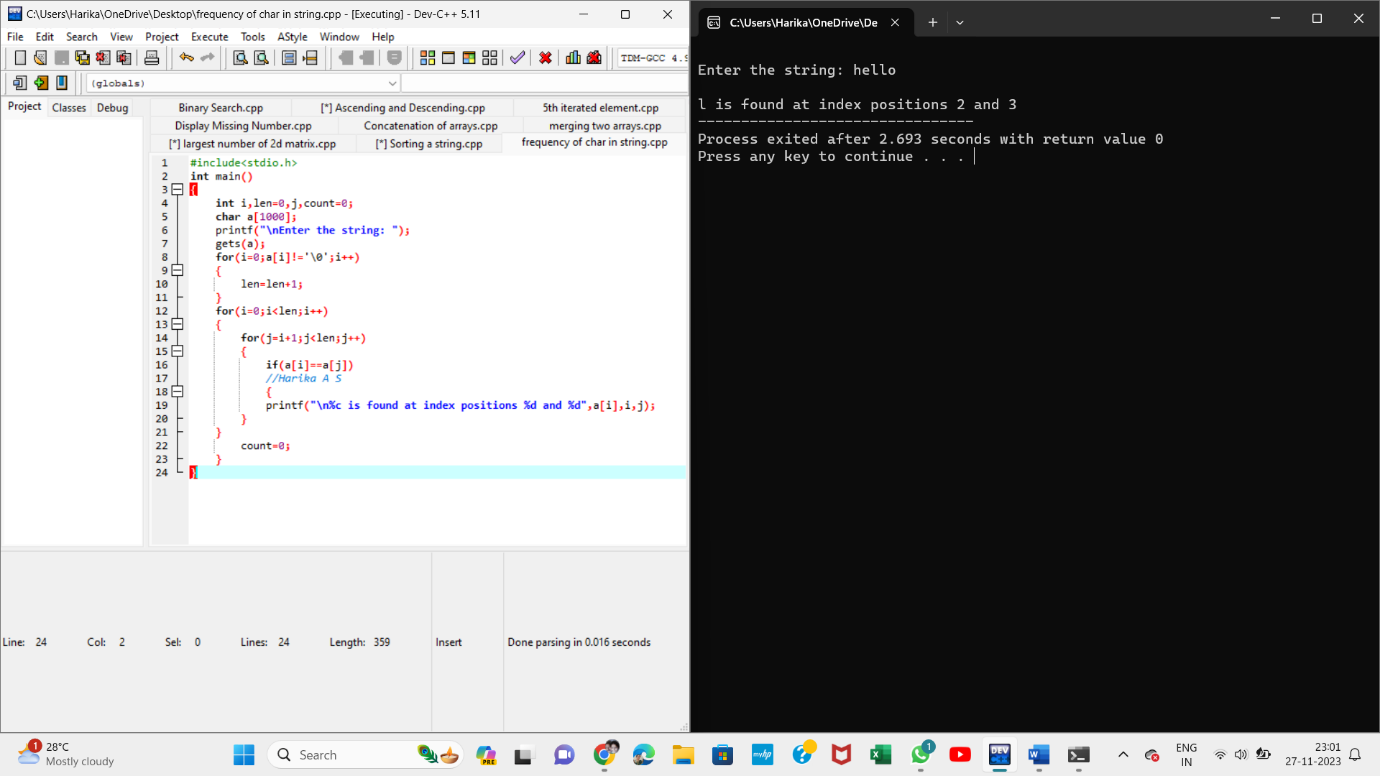 C:\Users\Harika\OneDrive\Desktop\frequency of char in string.cpp - [Executing] - Dev-C++ 5.11
File Edit Search View Project Execute Tools AStyle Window Help
TDM-GCC 4.9
(globals)
Project Classes Debug
Binary Search.cpp [*] Ascending and Descending.cpp 5th iterated element.cpp
Display Missing Number.cpp Concatenation of arrays.cpp merging two arrays.cpp
[*] largest number of 2d matrix.cpp [*] Sorting a string.cpp frequency of char in string.cpp
1 #include<stdio.h>
2 int main()
3 {
4 int i,len=0,j,count=0;
5 char a[1000];
6 printf("\nEnter the string: ");
7 gets(a);
8 for(i=0;a[i]!='\0';i++)
9 {
10 len=len+1;
11 }
12 for(i=0;i<len;i++)
13 {
14 for(j=i+1;j<len;j++)
15 {
16 if(a[i]==a[j])
17 //Harika A S
18 {
19 printf("\n%c is found at index positions %d and %d",a[i],i,j);
20 }
21 }
22 count=0;
23 }
24 }
Line: 24 Col: 2 Sel: 0 Lines: 24 Length: 359 Insert Done parsing in 0.016 seconds
C:\Users\Harika\OneDrive\De
Enter the string: hello
l is found at index positions 2 and 3
--------------------------------
Process exited after 2.693 seconds with return value 0
Press any key to continue . . .
1
28°C
Mostly cloudy
Search
PRE
myhp
1
DEV
ENG
IN
23:01
27-11-2023